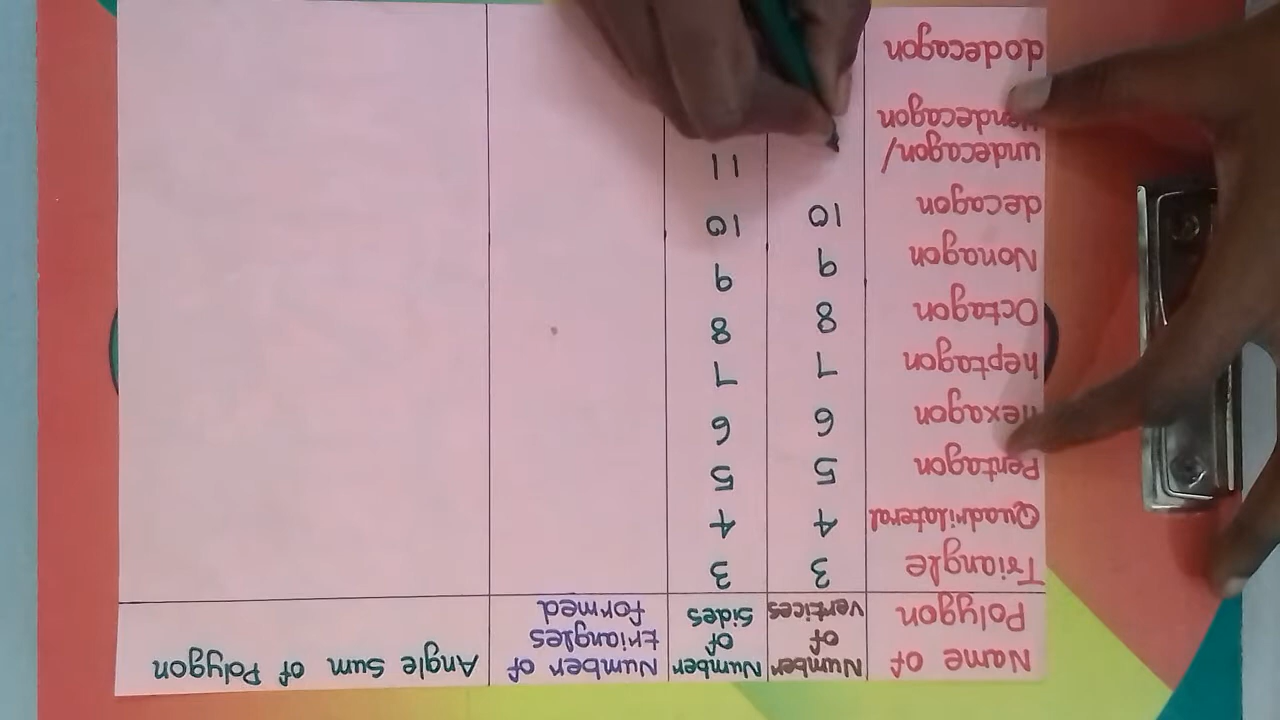 Name of Polygon | Number of vertices | Number of Sides | Number of triangles formed | Angle Sum of Polygon
Triangle 3 3
Quadrilateral 4 4
Pentagon 5 5
hexagon 6 6
heptagon 7 7
Octagon 8 8
Nonagon 9 9
decagon 10 10
undecagon/ 11
Hendecagon
dodecagon